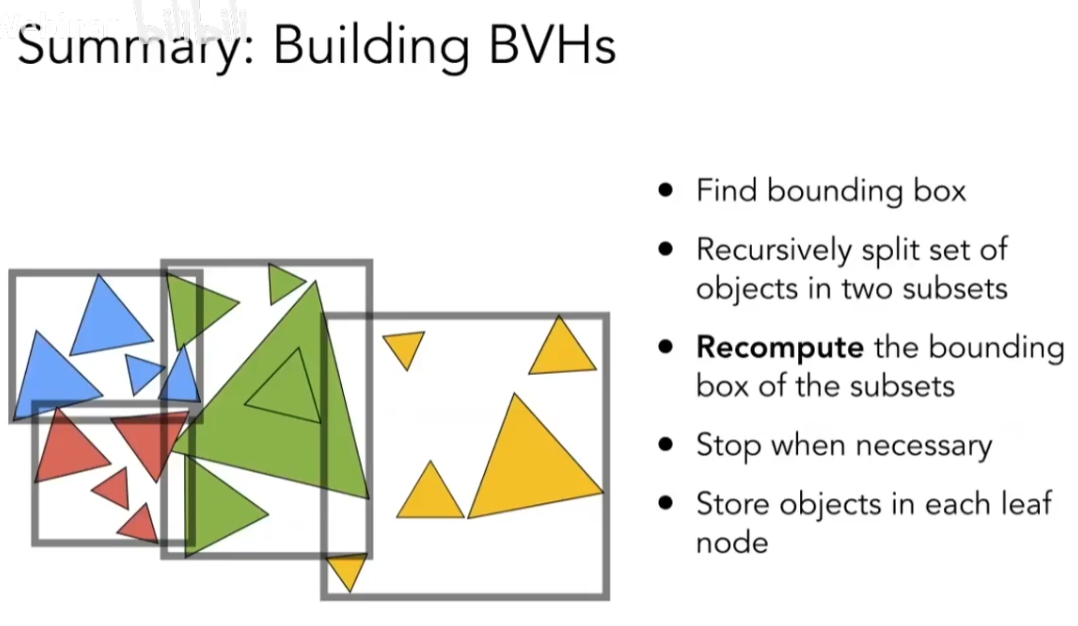 Summary: Building BVHs
● Find bounding box
● Recursively split set of
objects in two subsets
● Recompute the bounding
box of the subsets
● Stop when necessary
● Store objects in each leaf
node